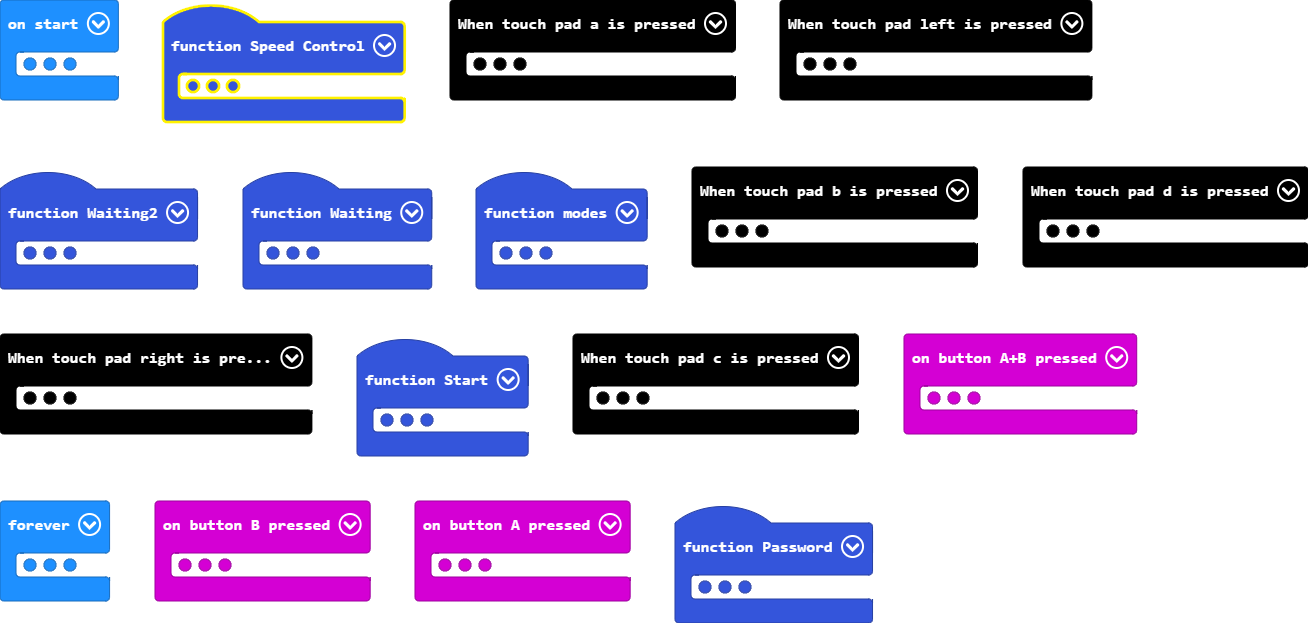 on start
function Speed Control
When touch pad a is pressed
When touch pad left is pressed
function Waiting2
function Waiting
function modes
When touch pad b is pressed
When touch pad d is pressed
When touch pad right is pre...
function Start
When touch pad c is pressed
on button A+B pressed
forever
on button B pressed
on button A pressed
function Password